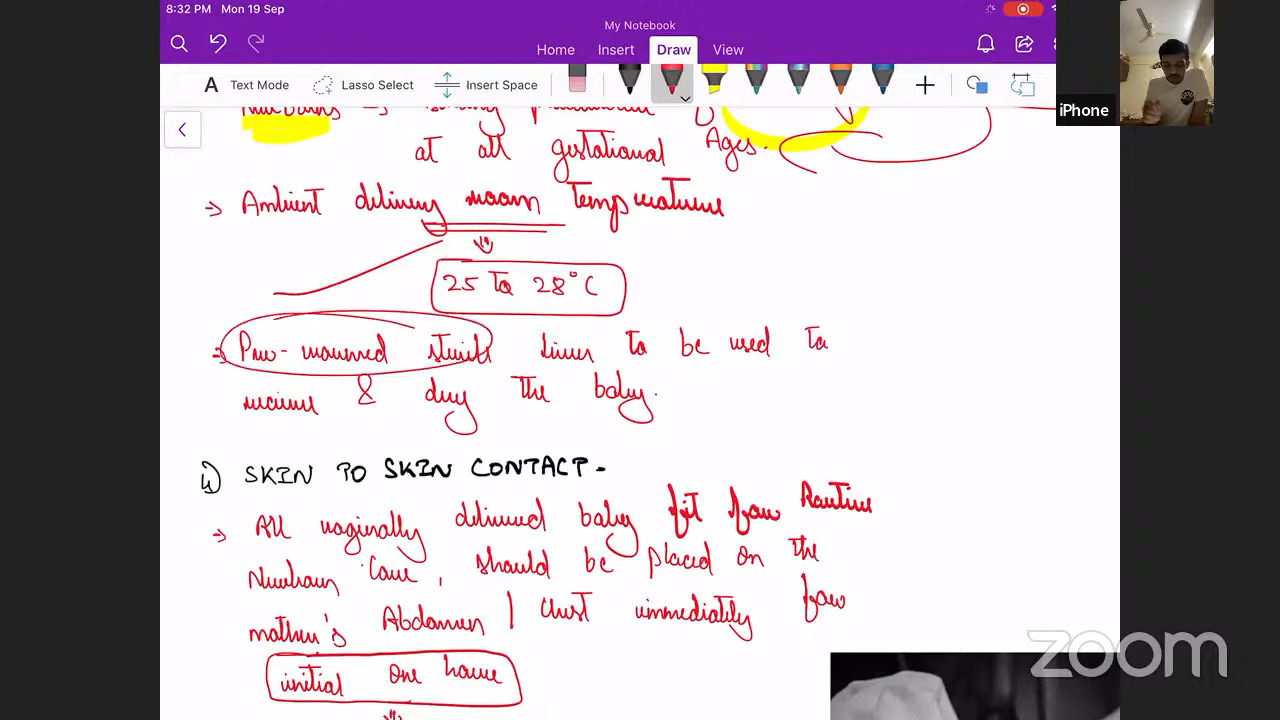 8:32 PM Mon 19 Sep
My Notebook
Home Insert Draw View
Text Mode Lasso Select Insert Space
iPhone
at all gestational Ages.
→ Ambient delivery room temperature
25 to 28°C
→ Pre-warmed sterile linen to be used to
receive & dry the baby.
ii) SKIN TO SKIN CONTACT-
→ All vaginally delivered baby fit for Routine
Newborn Care, should be placed on the
mother's Abdomen / Chest immediately for
initial one hour
zoom